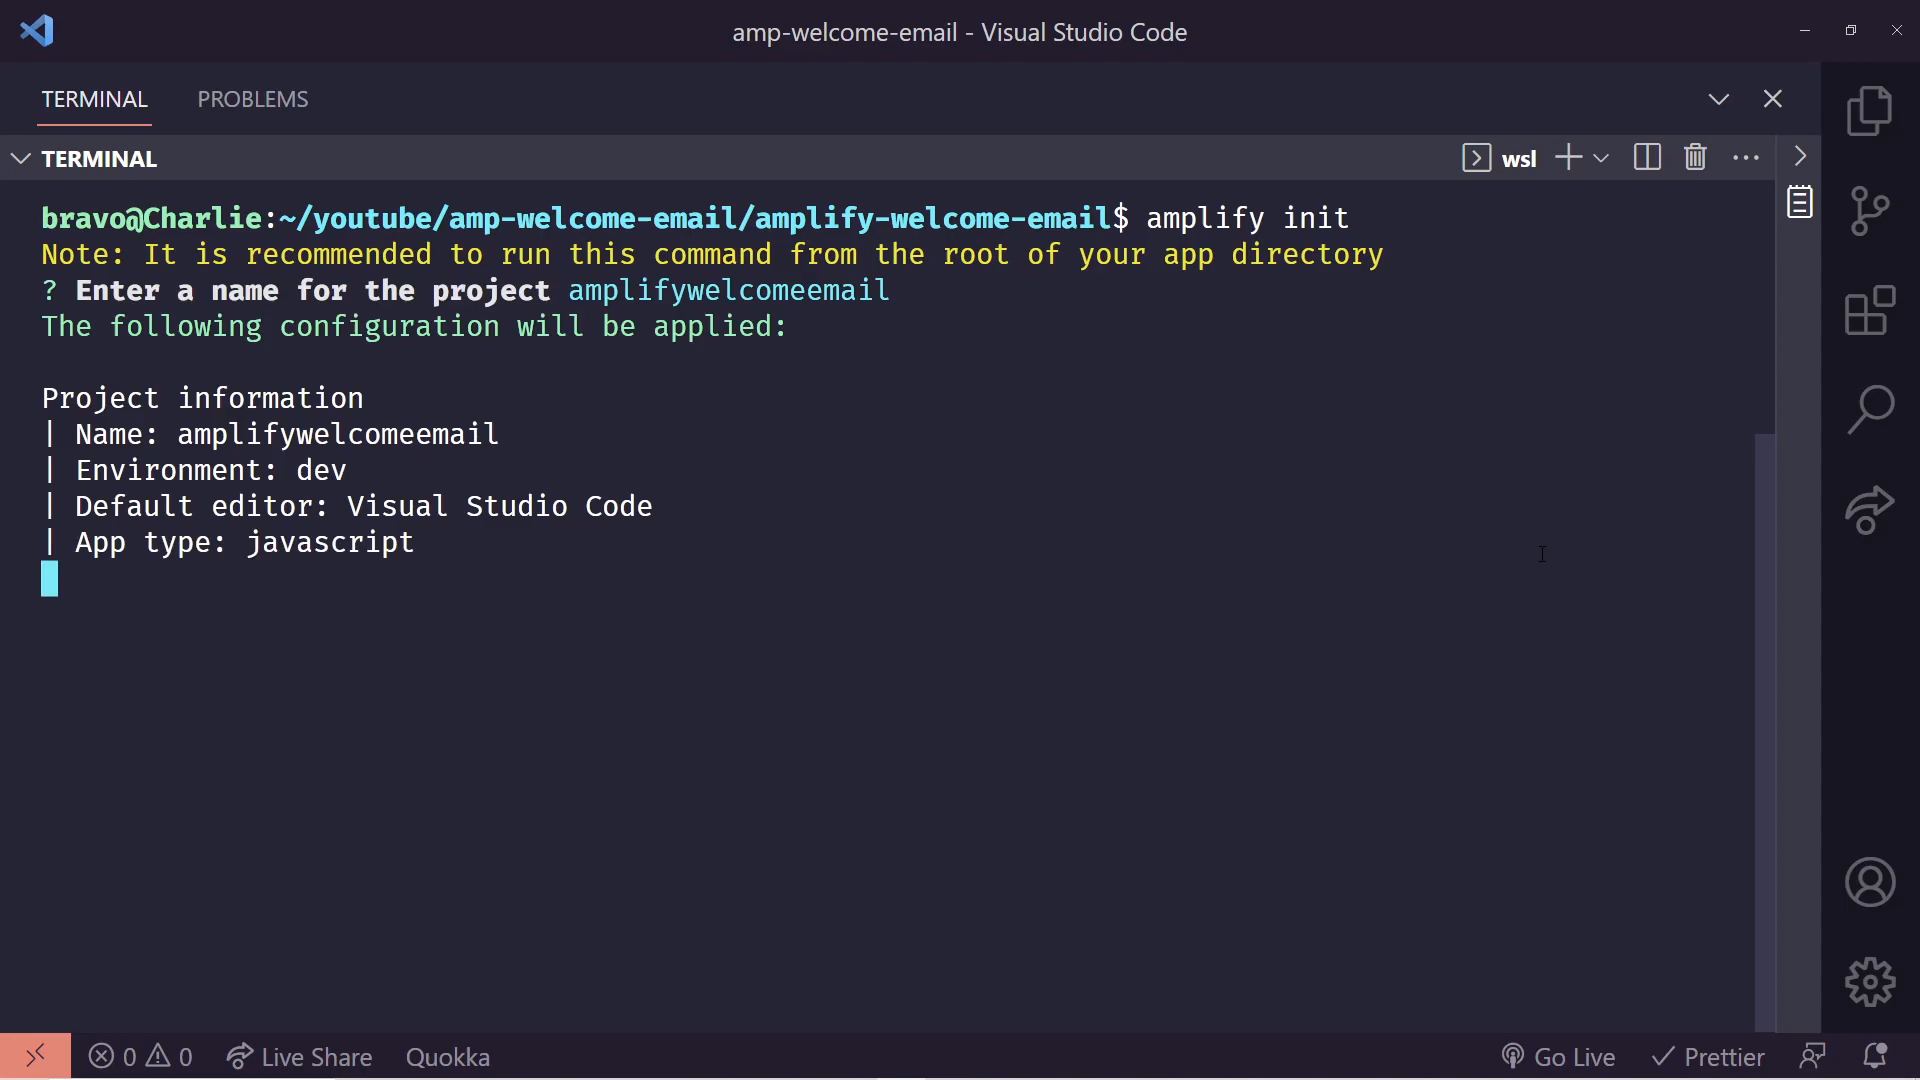 amp-welcome-email - Visual Studio Code
TERMINAL PROBLEMS
TERMINAL
wsl
bravo@Charlie:~/youtube/amp-welcome-email/amplify-welcome-email$ amplify init
Note: It is recommended to run this command from the root of your app directory
? Enter a name for the project amplifywelcomeemail
The following configuration will be applied:
Project information
| Name: amplifywelcomeemail
| Environment: dev
| Default editor: Visual Studio Code
| App type: javascript
0 0 Live Share Quokka Go Live Prettier